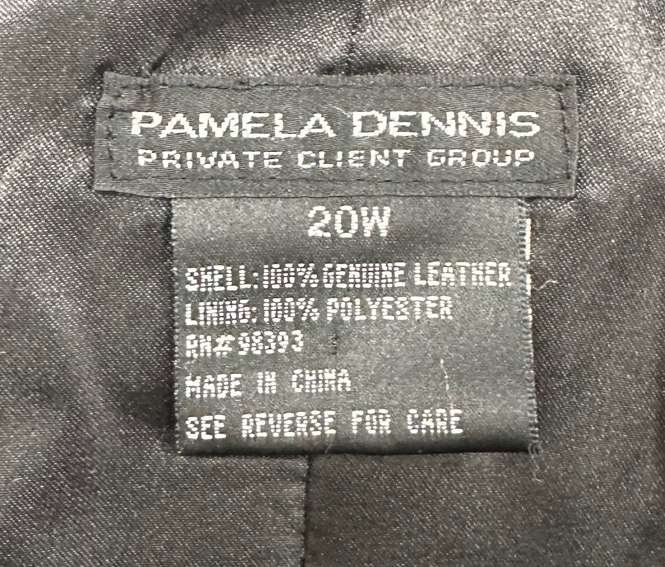 PAMELA DENNIS
PRIVATE CLIENT GROUP
20W
SHELL: 100% GENUINE LEATHER
LINING: 100% POLYESTER
RN# 98393
MADE IN CHINA
SEE REVERSE FOR CARE